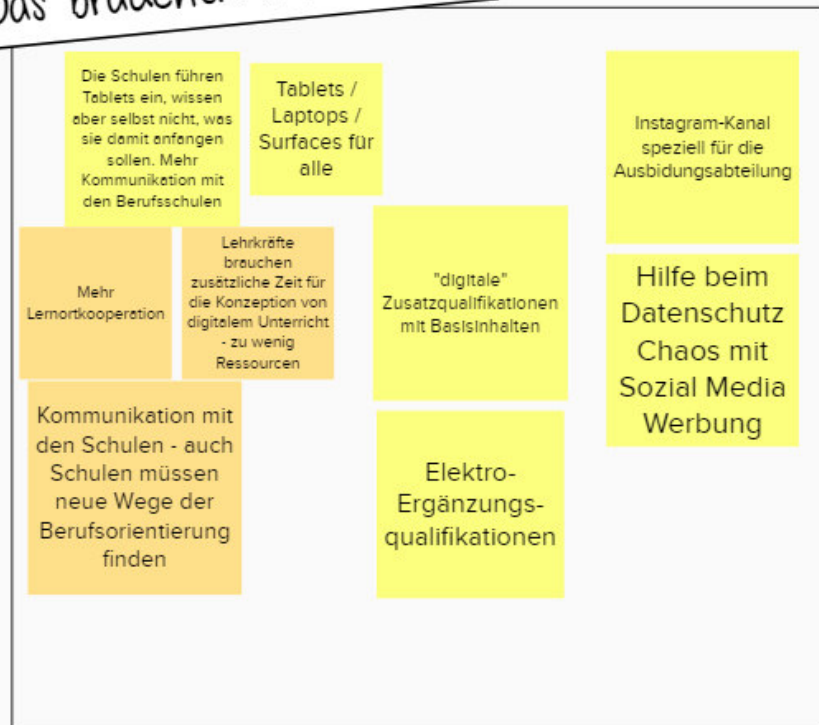 Das brauchen
Die Schulen führen
Tablets ein, wissen
aber selbst nicht, was
sie damit anfangen
sollen. Mehr
Kommunikation mit
den Berufsschulen
Tablets /
Laptops /
Surfaces für
alle
Instagram-Kanal
speziell für die
Ausbidungsabteilung
Mehr
Lernortkooperation
Lehrkräfte
brauchen
zusätzliche Zeit für
die Konzeption von
digitalem Unterricht
- zu wenig
Ressourcen
"digitale"
Zusatzqualifikationen
mit Basisinhalten
Hilfe beim
Datenschutz
Chaos mit
Sozial Media
Werbung
Kommunikation mit
den Schulen - auch
Schulen müssen
neue Wege der
Berufsorientierung
finden
Elektro-
Ergänzungs-
qualifikationen